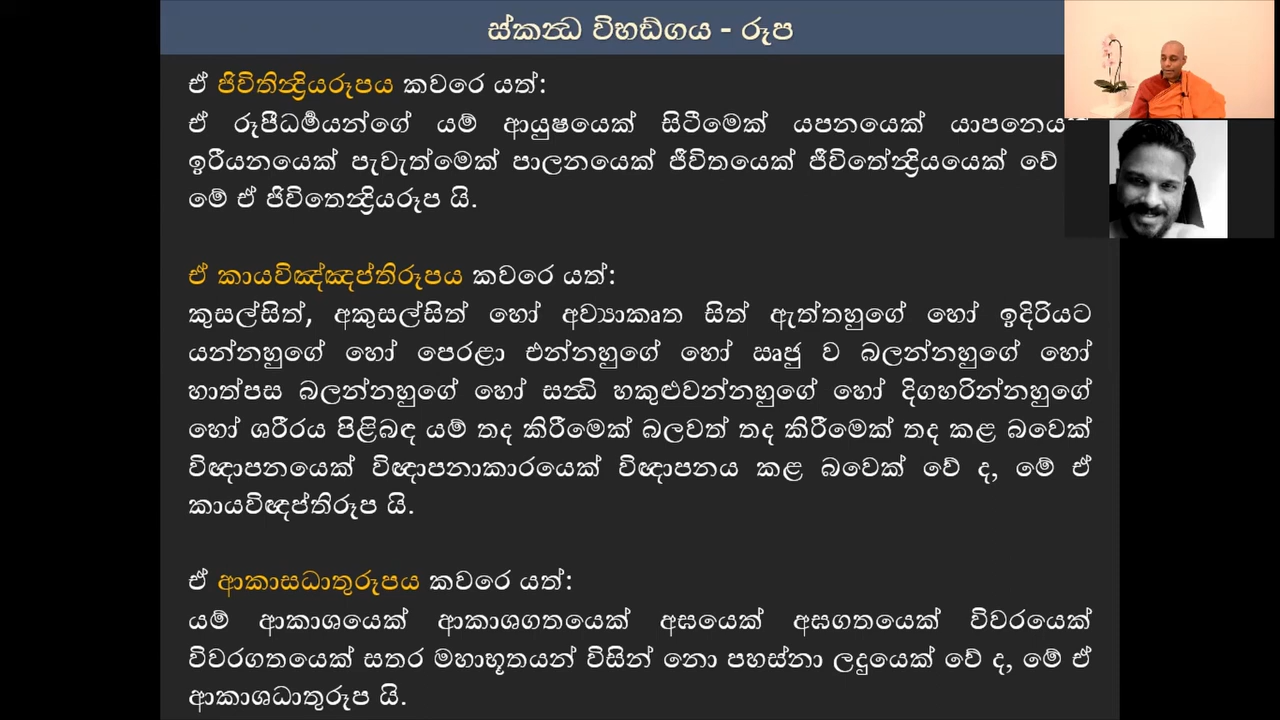 ස්කන්‍ධ විභඞ්ගය - රූප
ඒ ජීවිතින්‍ද්‍රියරූපය කවරෙ යත්:
ඒ රූපීධර්‍මයන්ගේ යම් ආයුෂයෙක් සිටීමෙක් යපනයෙක්
ඉරීයනයෙක් පැවැත්මෙක් පාලනයෙක් ජීවිතයෙක් ජීවිතේන්‍ද්‍රියයෙක් වේ
මේ ඒ ජීවිතෙන්‍ද්‍රියරූප යි.
ඒ කායවිඤ්ඤප්තිරූපය කවරෙ යත්:
කුසල්සිත්, අකුසල්සිත් හෝ අව්‍යාකෘත සිත් ඇත්තහුගේ හෝ ඉදිරියට
යන්නහුගේ හෝ පෙරළා එන්නහුගේ හෝ ඍජු ව බලන්නහුගේ හෝ
හාත්පස බලන්නහුගේ හෝ සන්‍ධි හකුළුවන්නහුගේ හෝ දිගහරින්නහුගේ
හෝ ශරීරය පිළිබඳ යම් තද කිරීමෙක් බලවත් තද කිරීමෙක් තද කළ බවෙක්
විඥාපනයෙක් විඥාපනාකාරයෙක් විඥාපනය කළ බවෙක් වේ ද, මේ ඒ
කායවිඥප්තිරූප යි.
ඒ ආකාසධාතුරූපය කවරෙ යත්:
යම් ආකාශයෙක් ආකාශගතයෙක් අඝයෙක් අඝගතයෙක් විවරයෙක්
විවරගතයෙක් සතර මහාභූතයන් විසින් නො පහස්නා ලදුයෙක් වේ ද, මේ ඒ
ආකාශධාතුරූප යි.